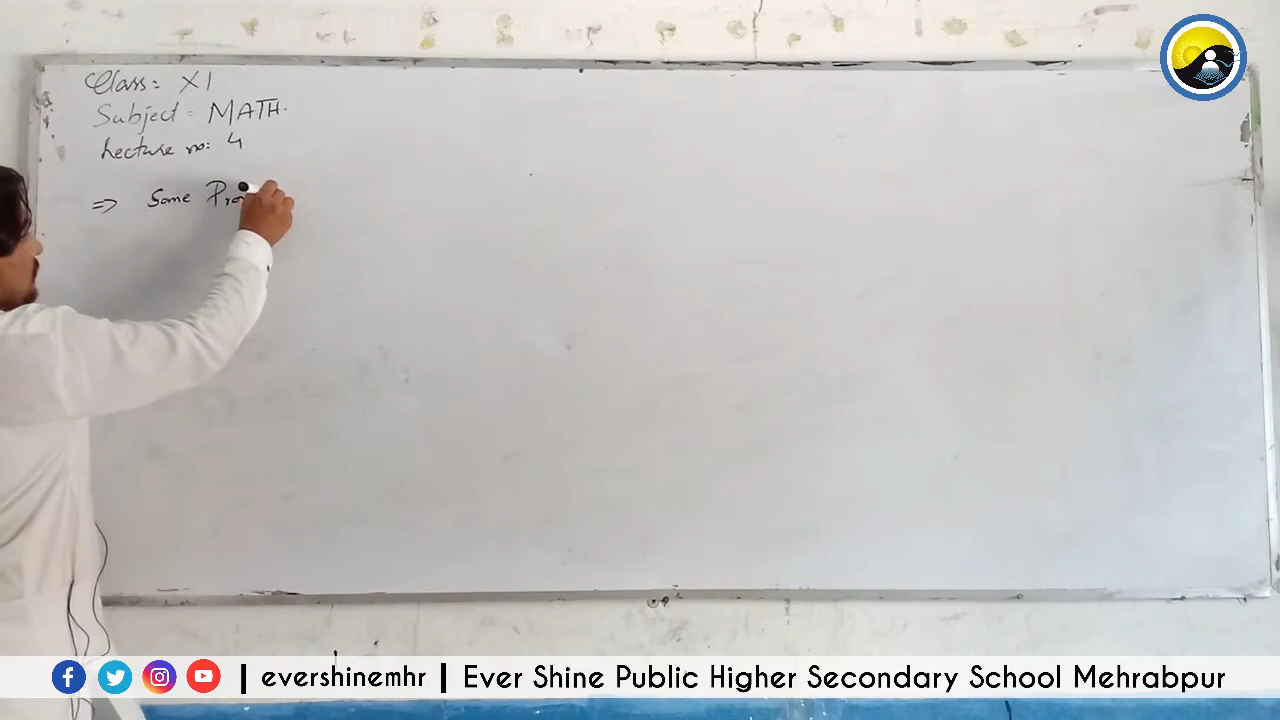 Class: XI
Subject = MATH.
Lecture no: 4
⇒ Some Pro
| evershinemhr | Ever Shine Public Higher Secondary School Mehrabpur